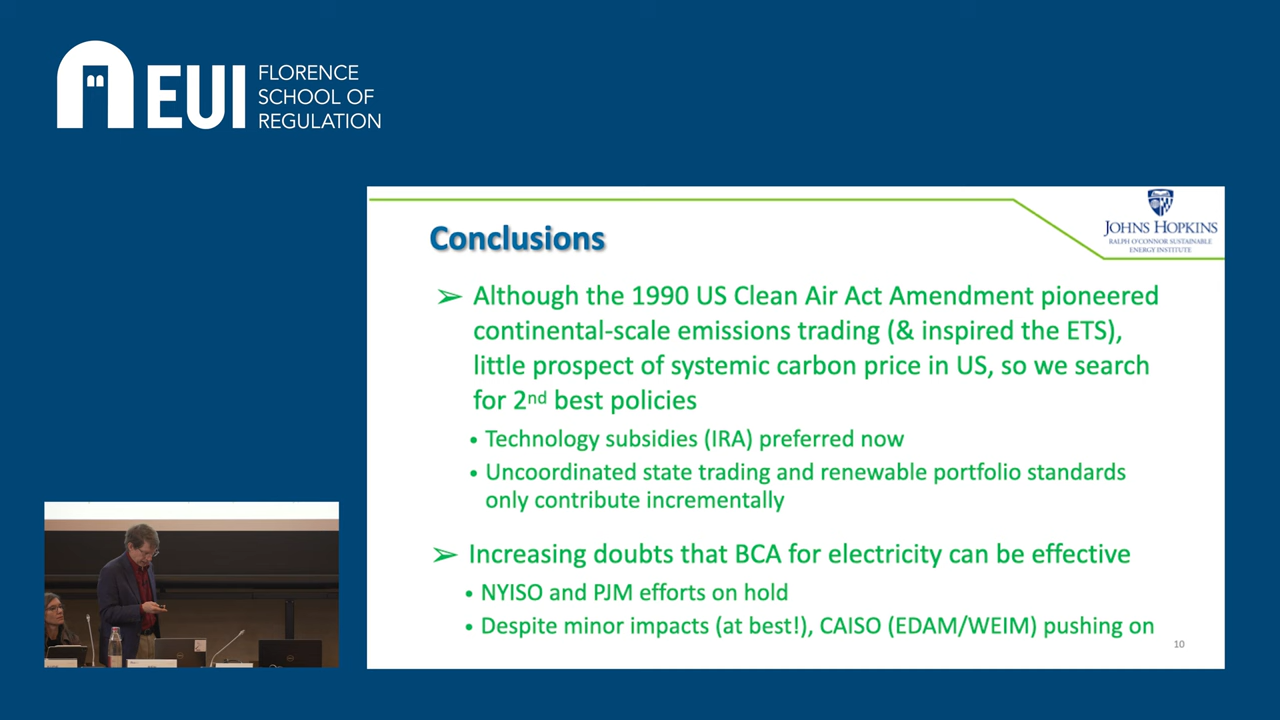 EUI
FLORENCE
SCHOOL OF
REGULATION
JOHNS HOPKINS
RALPH O'CONNOR SUSTAINABLE
ENERGY INSTITUTE
Conclusions
➢ Although the 1990 US Clean Air Act Amendment pioneered
continental-scale emissions trading (& inspired the ETS),
little prospect of systemic carbon price in US, so we search
for 2nd best policies
• Technology subsidies (IRA) preferred now
• Uncoordinated state trading and renewable portfolio standards
only contribute incrementally
➢ Increasing doubts that BCA for electricity can be effective
• NYISO and PJM efforts on hold
• Despite minor impacts (at best!), CAISO (EDAM/WEIM) pushing on
10